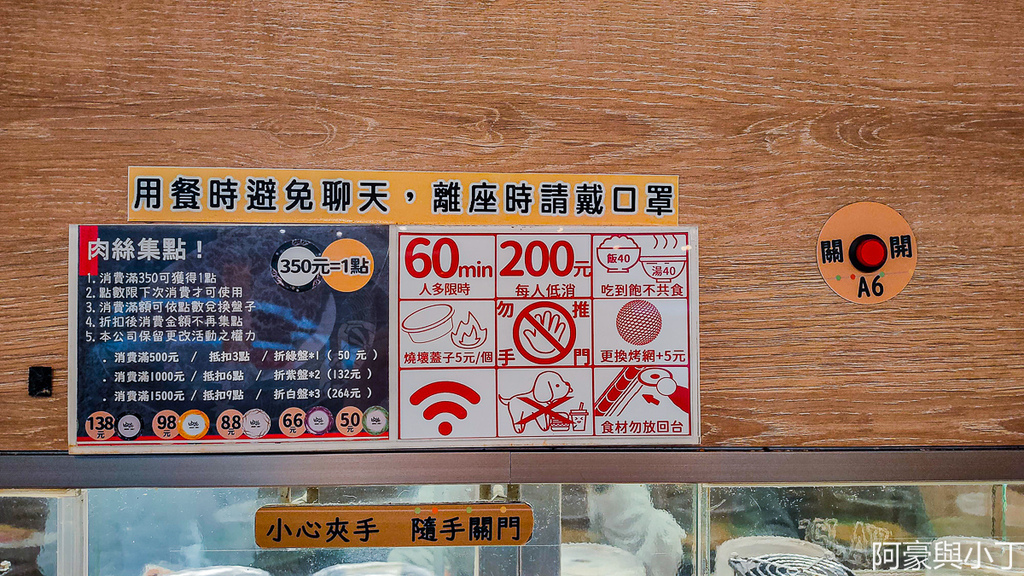 用餐時避免聊天，離座時請戴口罩
肉絲集點！
350元=1點
1. 消費滿350可獲得1點
2. 點數限下次消費才可使用
3. 消費滿額可依點數兌換盤子
4. 折扣後消費金額不再集點
5. 本公司保留更改活動之權力
. 消費滿500元 / 抵扣3點 / 折綠盤*1 ( 50 元 )
. 消費滿1000元 / 抵扣6點 / 折紫盤*2 (132元)
. 消費滿1500元 / 抵扣9點 / 折白盤*3 (264元)
138元 98元 88元 66元 50元
60min
人多限時
200元
每人低消
飯40
湯40
吃到飽不共食
燒壞蓋子5元/個
勿推
手門
更換烤網+5元
食材勿放回台
關 開
A6
小心夾手 隨手關門
阿豪與小丁